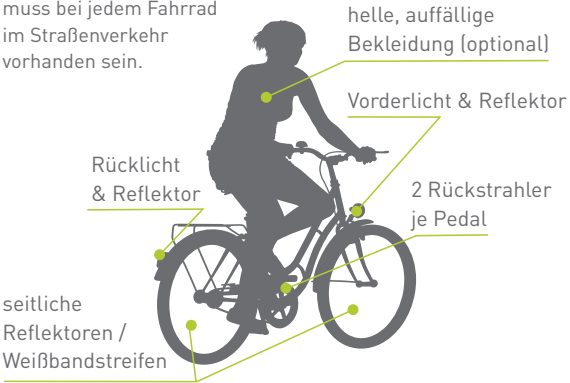 muss bei jedem Fahrrad
im Straßenverkehr
vorhanden sein.
helle, auffällige
Bekleidung (optional)
Vorderlicht & Reflektor
Rücklicht
& Reflektor
2 Rückstrahler
je Pedal
seitliche
Reflektoren /
Weißbandstreifen